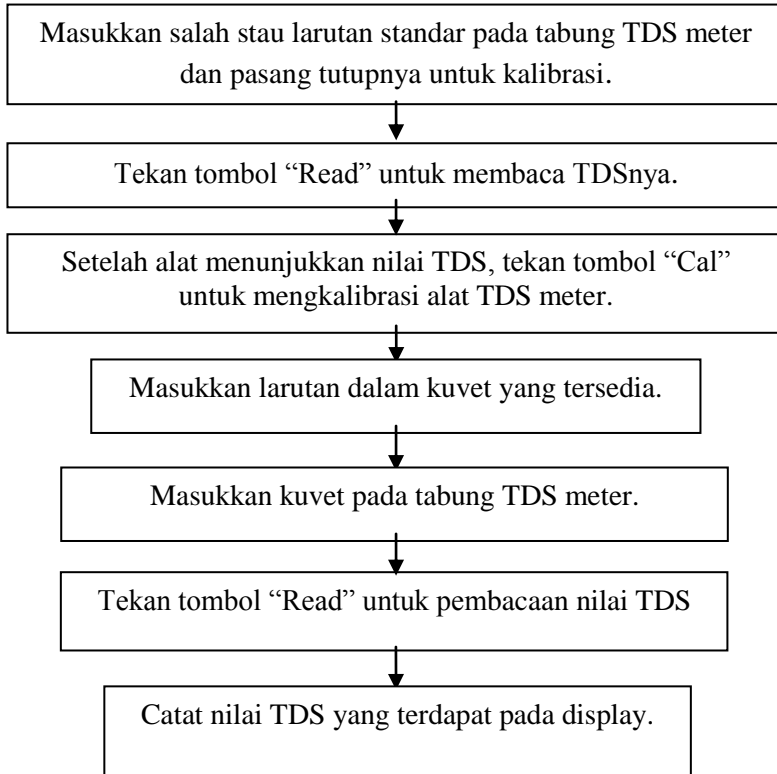 Masukkan salah stau larutan standar pada tabung TDS meter
dan pasang tutupnya untuk kalibrasi.
Tekan tombol “Read” untuk membaca TDSnya.
Setelah alat menunjukkan nilai TDS, tekan tombol “Cal”
untuk mengkalibrasi alat TDS meter.
Masukkan larutan dalam kuvet yang tersedia.
Masukkan kuvet pada tabung TDS meter.
Tekan tombol “Read” untuk pembacaan nilai TDS
Catat nilai TDS yang terdapat pada display.